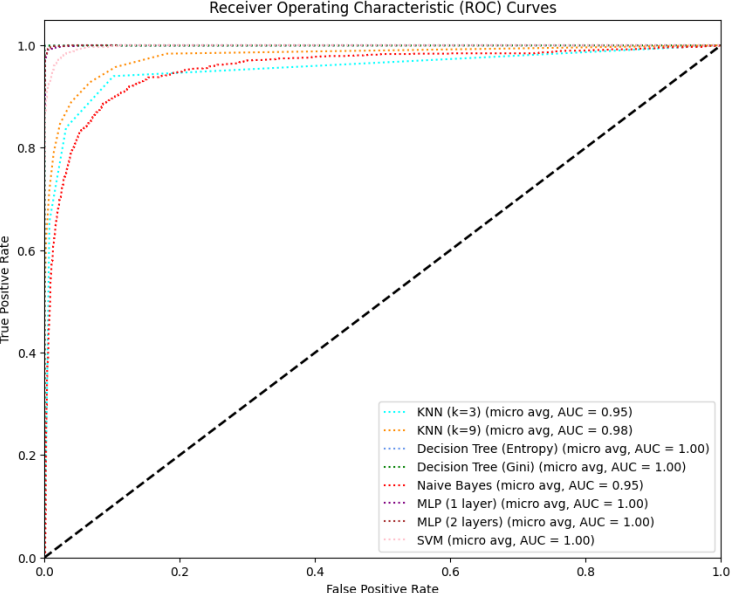 Receiver Operating Characteristic (ROC) Curves
True Positive Rate
1.0
0.8
0.6
0.4
0.2
0.0
KNN (k=3) (micro avg, AUC = 0.95)
KNN (k=9) (micro avg, AUC = 0.98)
Decision Tree (Entropy) (micro avg, AUC = 1.00)
Decision Tree (Gini) (micro avg, AUC = 1.00)
Naive Bayes (micro avg, AUC = 0.95)
MLP (1 layer) (micro avg, AUC = 1.00)
MLP (2 layers) (micro avg, AUC = 1.00)
SVM (micro avg, AUC = 1.00)
0.0 0.2 0.4 0.6 0.8 1.0
False Positive Rate